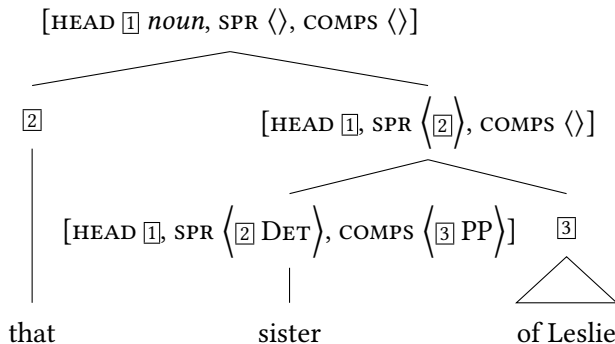 [HEAD 1 noun, SPR ⟨⟩, COMPS ⟨⟩]
2 [HEAD 1, SPR ⟨2⟩, COMPS ⟨⟩]
[HEAD 1, SPR ⟨2 DET⟩, COMPS ⟨3 PP⟩] 3
that sister of Leslie